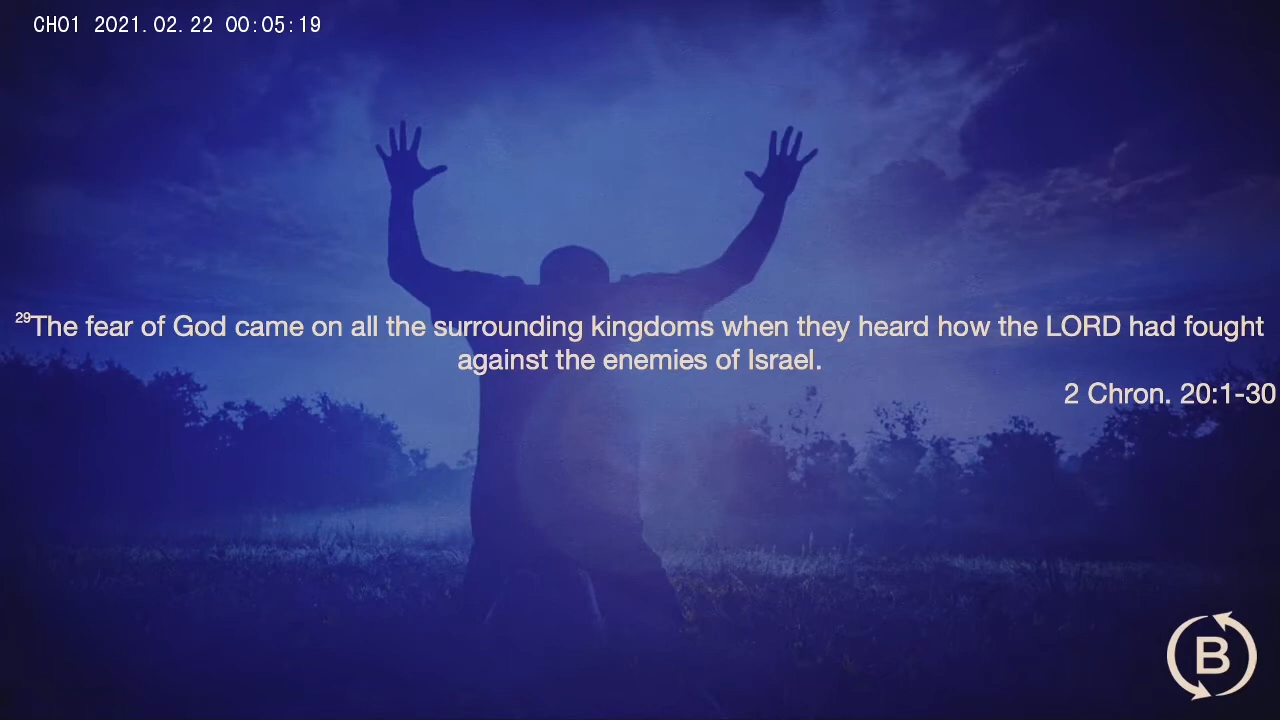 CH01 2021.02.22 00:05:19
29The fear of God came on all the surrounding kingdoms when they heard how the LORD had fought
against the enemies of Israel.
2 Chron. 20:1-30
B